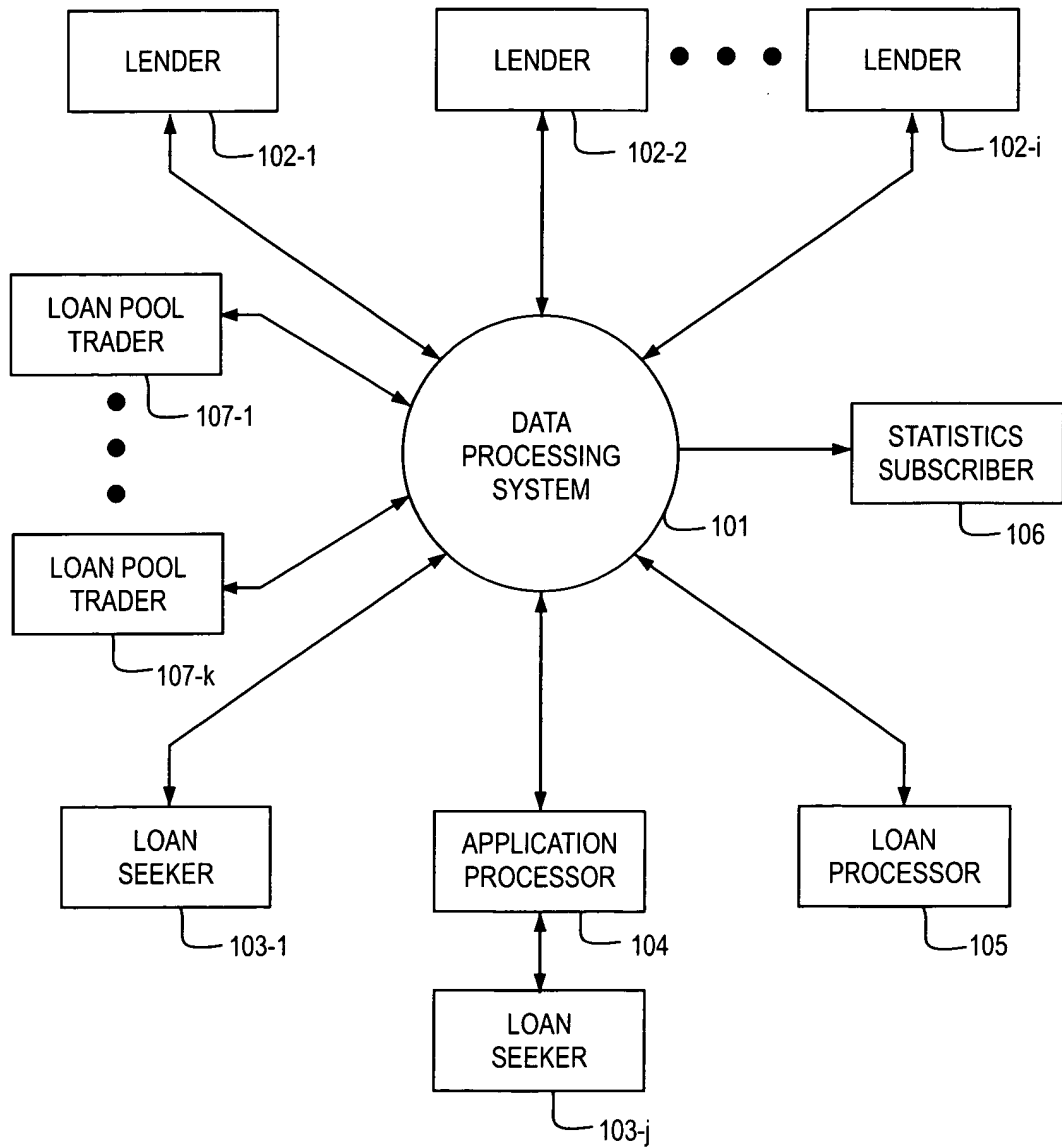 LENDER
LENDER
LENDER
102-1
102-2
102-i
LOAN POOL
TRADER
107-1
DATA
PROCESSING
SYSTEM
101
STATISTICS
SUBSCRIBER
106
LOAN POOL
TRADER
107-k
LOAN
SEEKER
103-1
APPLICATION
PROCESSOR
104
LOAN
PROCESSOR
105
LOAN
SEEKER
103-j